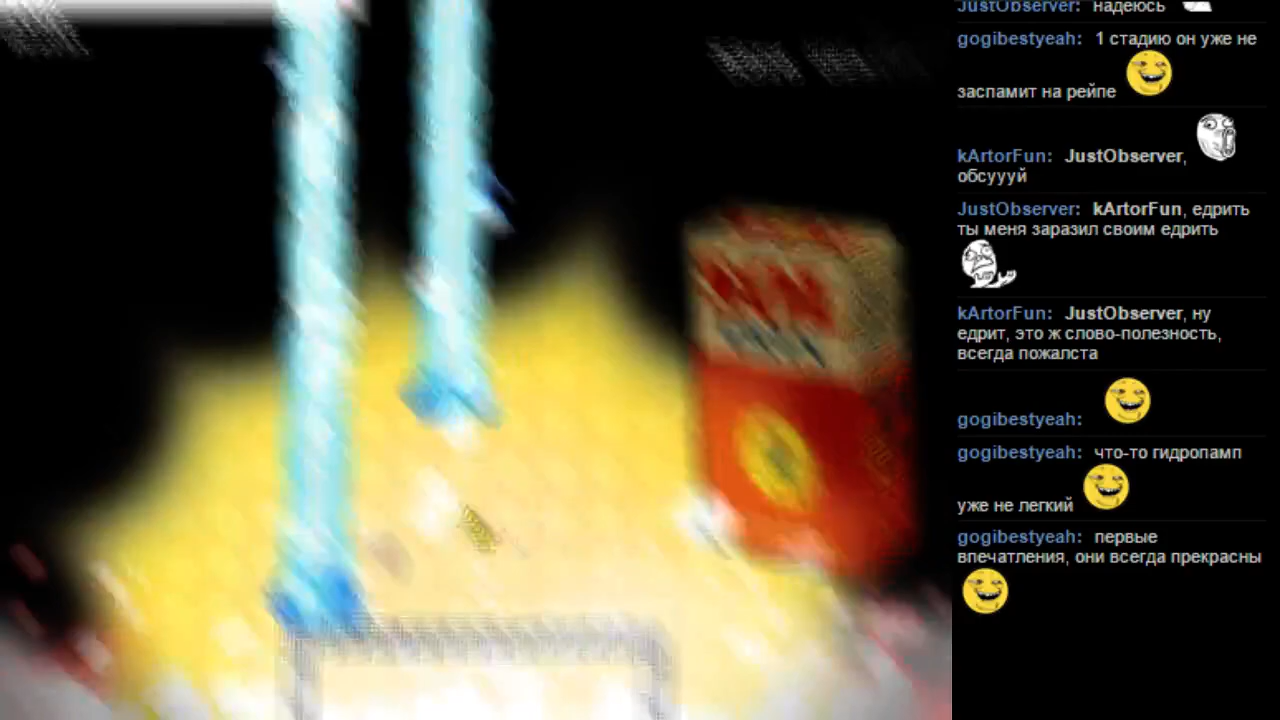 JustObserver: надеюсь
gogibestyeah: 1 стадию он уже не
заспамит на рейпе
kArtorFun: JustObserver,
обсуууй
JustObserver: kArtorFun, едрить
ты меня заразил своим едрить
kArtorFun: JustObserver, ну
едрит, это ж слово-полезность,
всегда пожалста
gogibestyeah:
gogibestyeah: что-то гидропамп
уже не легкий
gogibestyeah: первые
впечатления, они всегда прекрасны